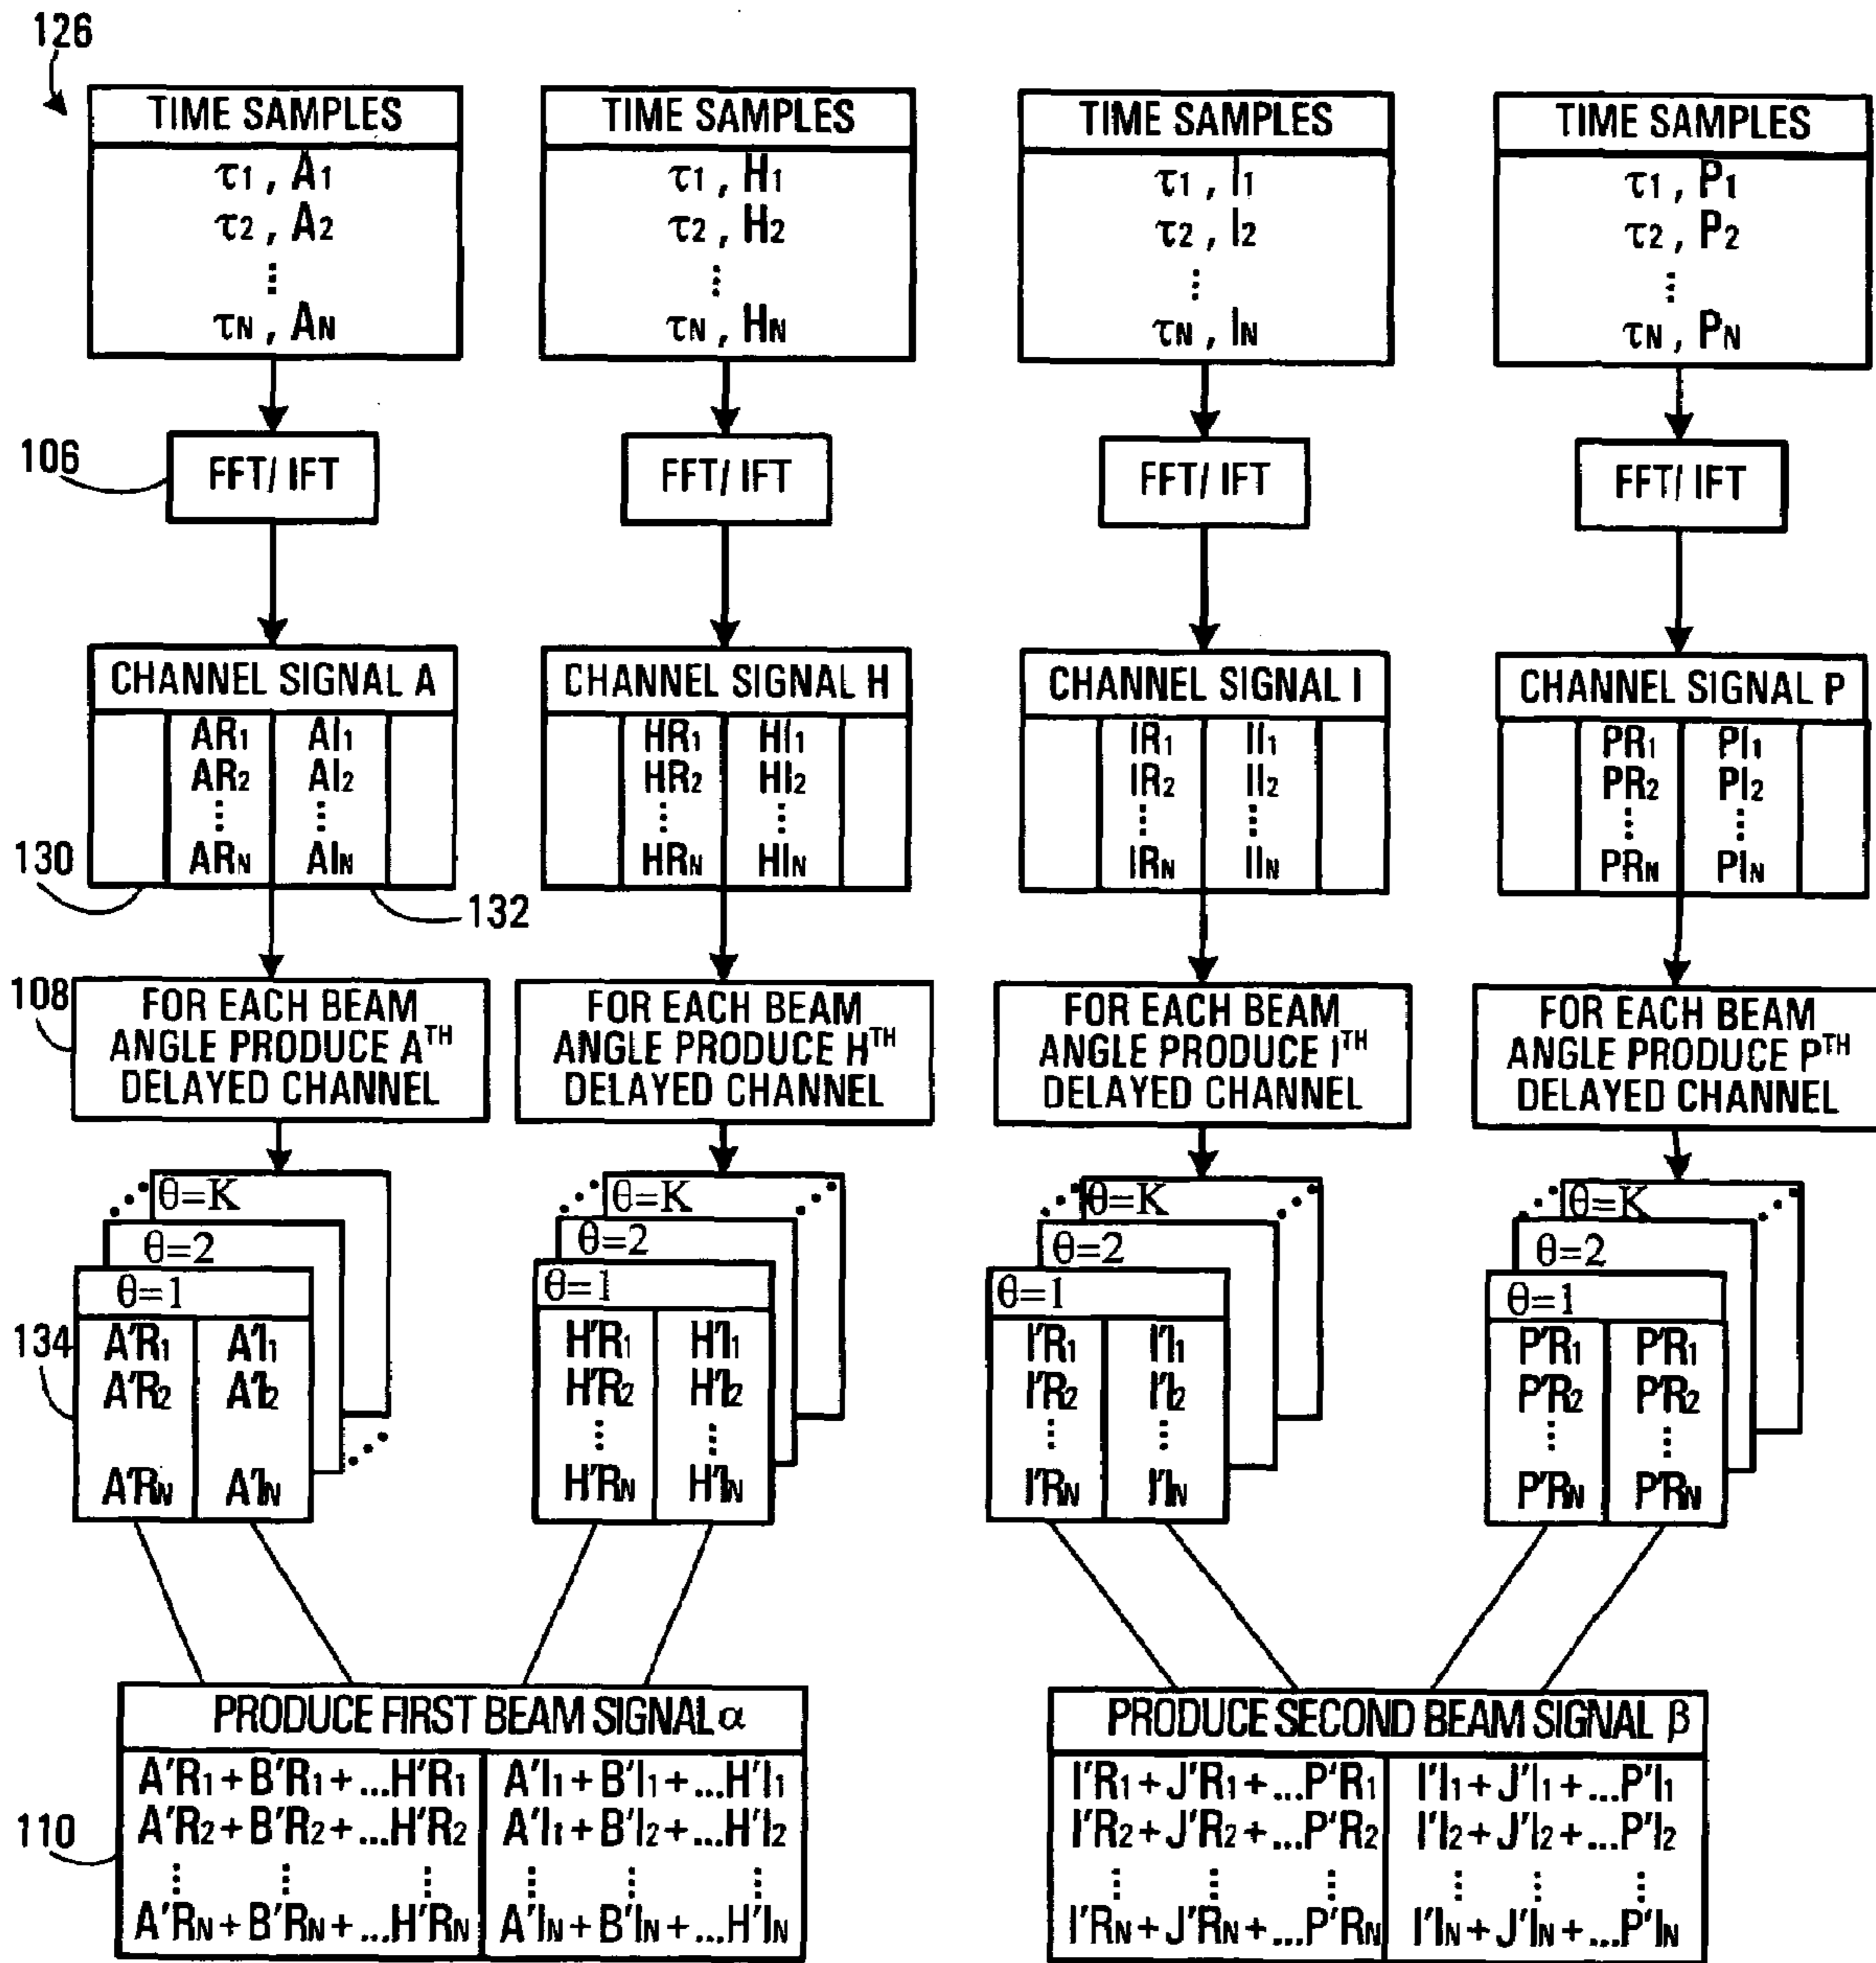 126
TIME SAMPLES
τ1 , A1
τ2 , A2
⋮
τN , AN
TIME SAMPLES
τ1 , H1
τ2 , H2
⋮
τN , HN
TIME SAMPLES
τ1 , I1
τ2 , I2
⋮
τN , IN
TIME SAMPLES
τ1 , P1
τ2 , P2
⋮
τN , PN
106
FFT/ IFT
FFT/ IFT
FFT/ IFT
FFT/ IFT
CHANNEL SIGNAL A
AR1 AI1
AR2 AI2
⋮ ⋮
ARN AIN
130
132
CHANNEL SIGNAL H
HR1 HI1
HR2 HI2
⋮ ⋮
HRN HIN
CHANNEL SIGNAL I
IR1 II1
IR2 II2
⋮ ⋮
IRN IIN
CHANNEL SIGNAL P
PR1 PI1
PR2 PI2
⋮ ⋮
PRN PIN
108
FOR EACH BEAM
ANGLE PRODUCE ATH
DELAYED CHANNEL
FOR EACH BEAM
ANGLE PRODUCE HTH
DELAYED CHANNEL
FOR EACH BEAM
ANGLE PRODUCE ITH
DELAYED CHANNEL
FOR EACH BEAM
ANGLE PRODUCE PTH
DELAYED CHANNEL
θ=K
θ=2
θ=1
134
A'R1 A'I1
A'R2 A'I2
A'RN A'IN
θ=K
θ=2
θ=1
H'R1 H'I1
H'R2 H'I2
⋮ ⋮
H'RN H'IN
θ=K
θ=2
θ=1
I'R1 I'I1
I'R2 I'I2
⋮ ⋮
I'RN I'IN
θ=K
θ=2
θ=1
P'R1 P'R1
P'R2 P'R2
⋮ ⋮
P'RN P'RN
110
PRODUCE FIRST BEAM SIGNAL α
A'R1 + B'R1 + ...H'R1 A'I1 + B'I1 + ...H'I1
A'R2 + B'R2 + ...H'R2 A'I1 + B'I2 + ...H'I2
⋮ ⋮ ⋮ ⋮ ⋮ ⋮
A'RN + B'RN + ...H'RN A'IN + B'IN + ...H'IN
PRODUCE SECOND BEAM SIGNAL β
I'R1 + J'R1 + ...P'R1 I'I1 + J'I1 + ...P'I1
I'R2 + J'R2 + ...P'R2 I'I2 + J'I2 + ...P'I2
⋮ ⋮ ⋮ ⋮ ⋮ ⋮
I'RN + J'RN + ...P'RN I'IN + J'IN + ...P'IN